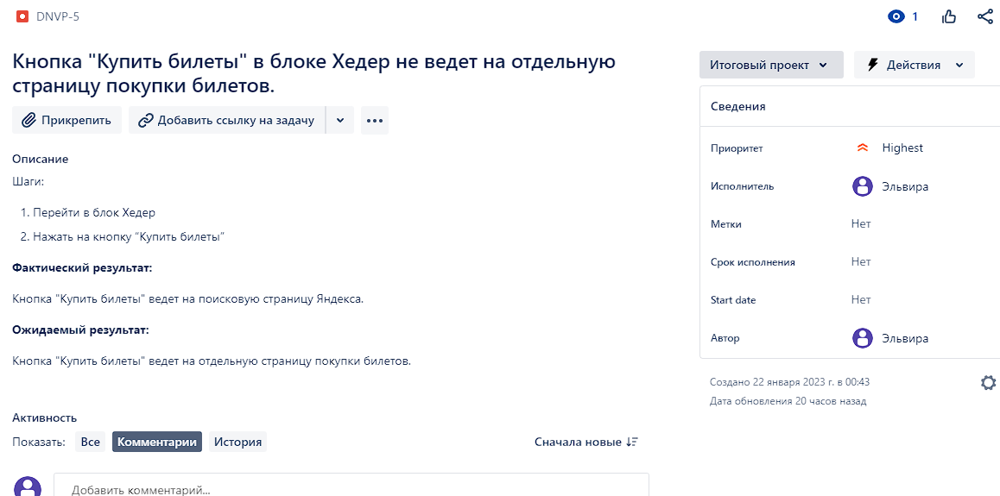 DNVP-5
1
Кнопка "Купить билеты" в блоке Хедер не ведет на отдельную
страницу покупки билетов.
Прикрепить
Добавить ссылку на задачу
Описание
Шаги:
1. Перейти в блок Хедер
2. Нажать на кнопку “Купить билеты”
Фактический результат:
Кнопка "Купить билеты" ведет на поисковую страницу Яндекса.
Ожидаемый результат:
Кнопка "Купить билеты" ведет на отдельную страницу покупки билетов.
Активность
Показать: Все Комментарии История
Сначала новые
Добавить комментарий...
Итоговый проект
Действия
Сведения
Приоритет Highest
Исполнитель Эльвира
Метки Нет
Срок исполнения Нет
Start date Нет
Автор Эльвира
Создано 22 января 2023 г. в 00:43
Дата обновления 20 часов назад